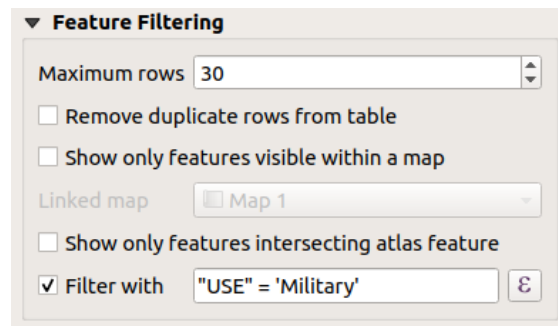 Feature Filtering
Maximum rows 30
Remove duplicate rows from table
Show only features visible within a map
Linked map Map 1
Show only features intersecting atlas feature
Filter with "USE" = 'Military' ε